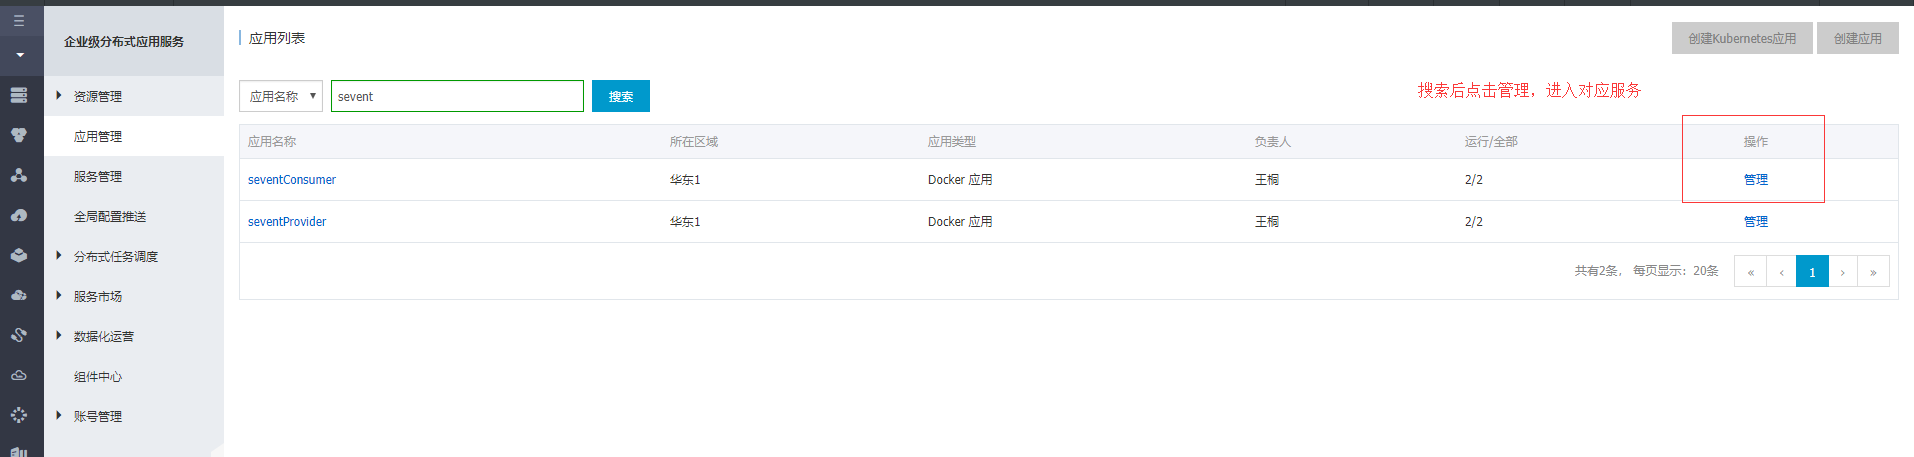 企业级分布式应用服务
资源管理
应用管理
服务管理
全局配置推送
分布式任务调度
服务市场
数据化运营
组件中心
账号管理
应用列表
创建Kubernetes应用 创建应用
应用名称 sevent 搜索
搜索后点击管理，进入对应服务
应用名称 所在区域 应用类型 负责人 运行/全部 操作
seventConsumer 华东1 Docker 应用 王桐 2/2 管理
seventProvider 华东1 Docker 应用 王桐 2/2 管理
共有2条， 每页显示：20条 « ‹ 1 › »